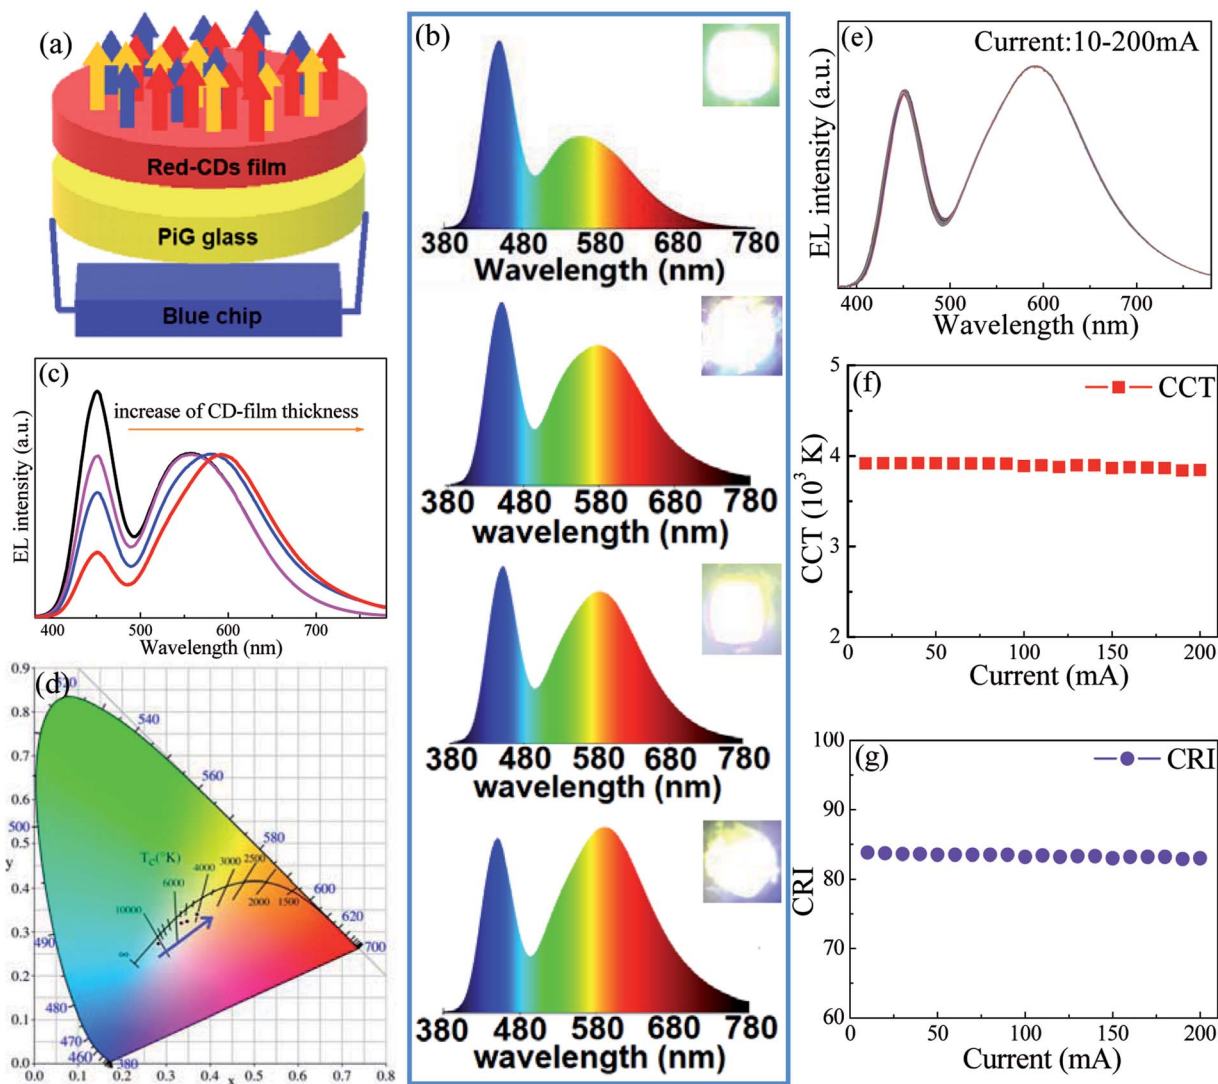 (a)
Red-CDs film
PiG glass
Blue chip
(b)
380 480 580 680 780
Wavelength (nm)
380 480 580 680 780
wavelength (nm)
380 480 580 680 780
wavelength (nm)
380 480 580 680 780
wavelength (nm)
(c)
increase of CD-film thickness
EL intensity (a.u.)
400 500 600 700
Wavelength (nm)
(d)
0.9
0.8
0.7
0.6
0.5
0.4
0.3
0.2
0.1
0.0
y
0.0 0.1 0.2 0.3 0.4 0.5 0.6 0.7 0.8
x
520
540
560
580
600
620
700
500
490
480
470
460
380
Tc(°K)
∞
10000
6000
4000
3000
2500
2000
1500
(e)
Current:10-200mA
EL intensity (a.u.)
400 500 600 700
Wavelength (nm)
(f)
CCT
CCT (10³ K)
5
4
3
2
0 50 100 150 200
Current (mA)
(g)
CRI
CRI
100
90
80
70
60
0 50 100 150 200
Current (mA)